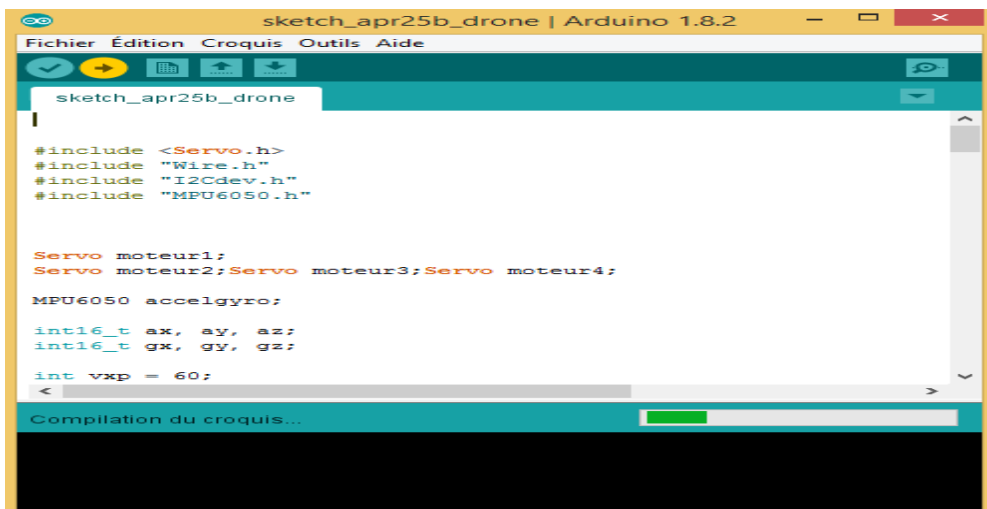 sketch_apr25b_drone | Arduino 1.8.2
Fichier Édition Croquis Outils Aide
sketch_apr25b_drone
#include <Servo.h>
#include "Wire.h"
#include "I2Cdev.h"
#include "MPU6050.h"
Servo moteur1;
Servo moteur2;Servo moteur3;Servo moteur4;
MPU6050 accelgyro;
int16_t ax, ay, az;
int16_t gx, gy, gz;
int vxp = 60;
Compilation du croquis...